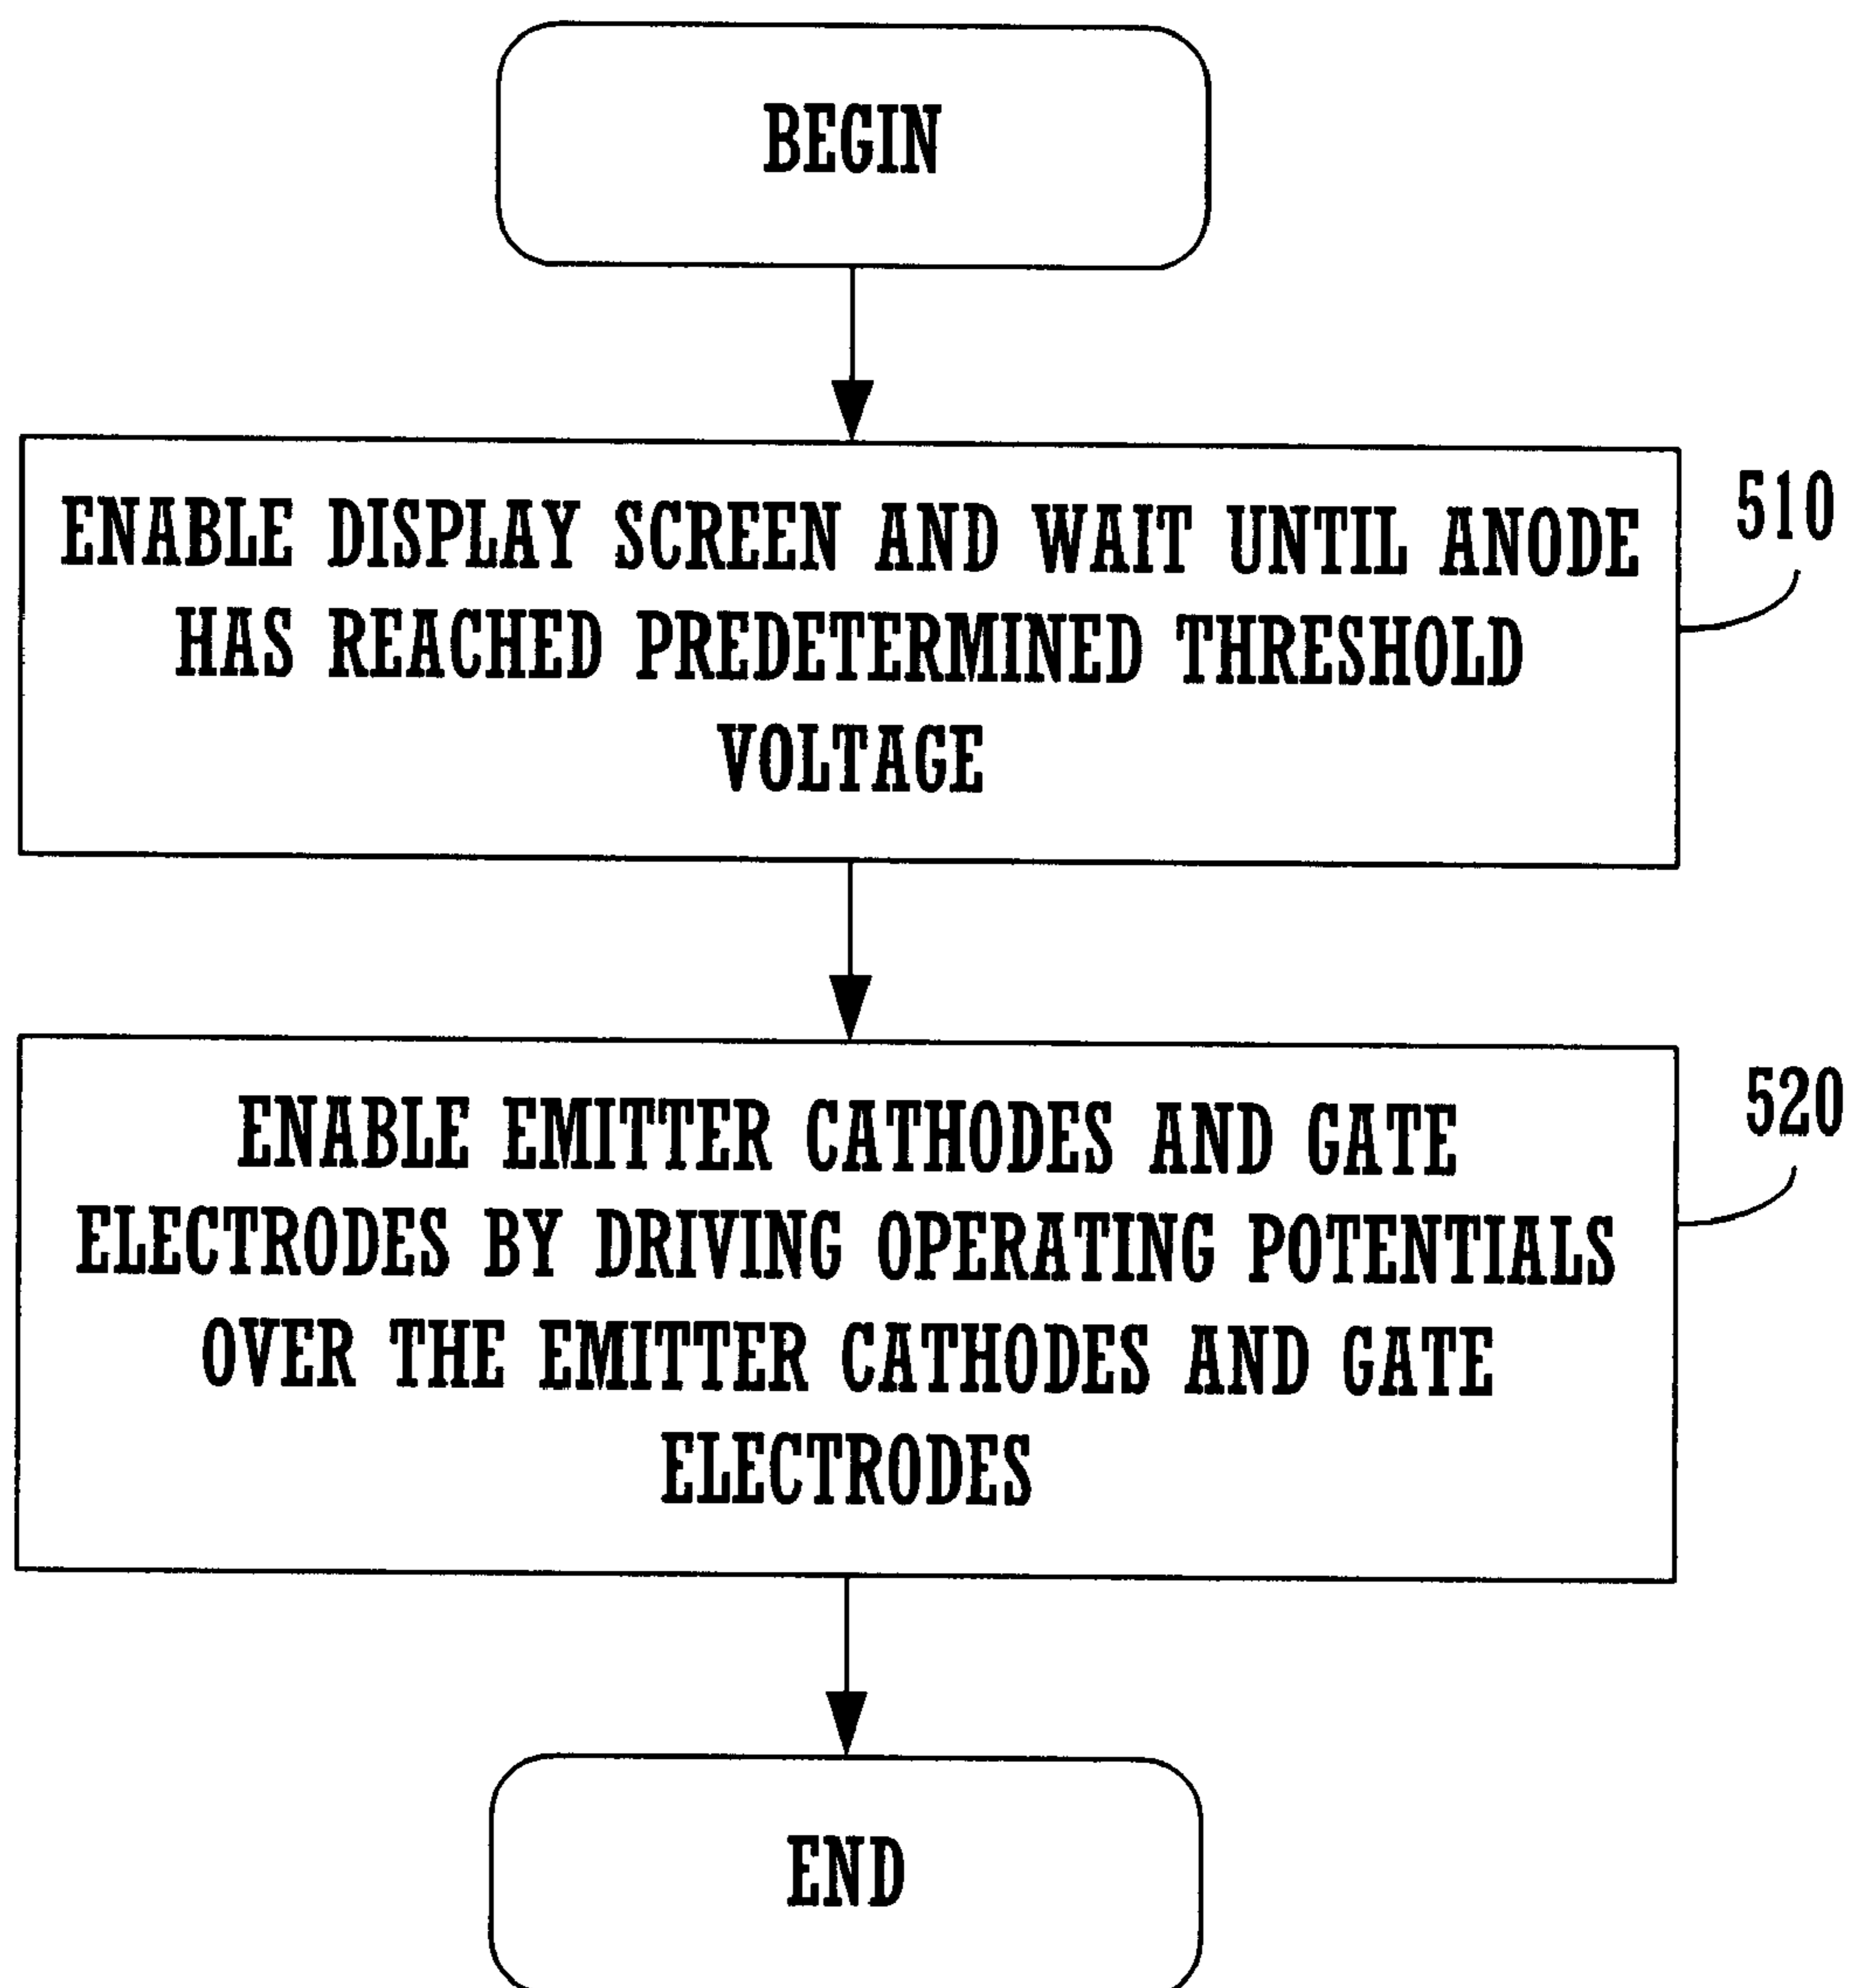 BEGIN
ENABLE DISPLAY SCREEN AND WAIT UNTIL ANODE
HAS REACHED PREDETERMINED THRESHOLD
VOLTAGE
510
ENABLE EMITTER CATHODES AND GATE
ELECTRODES BY DRIVING OPERATING POTENTIALS
OVER THE EMITTER CATHODES AND GATE
ELECTRODES
520
END